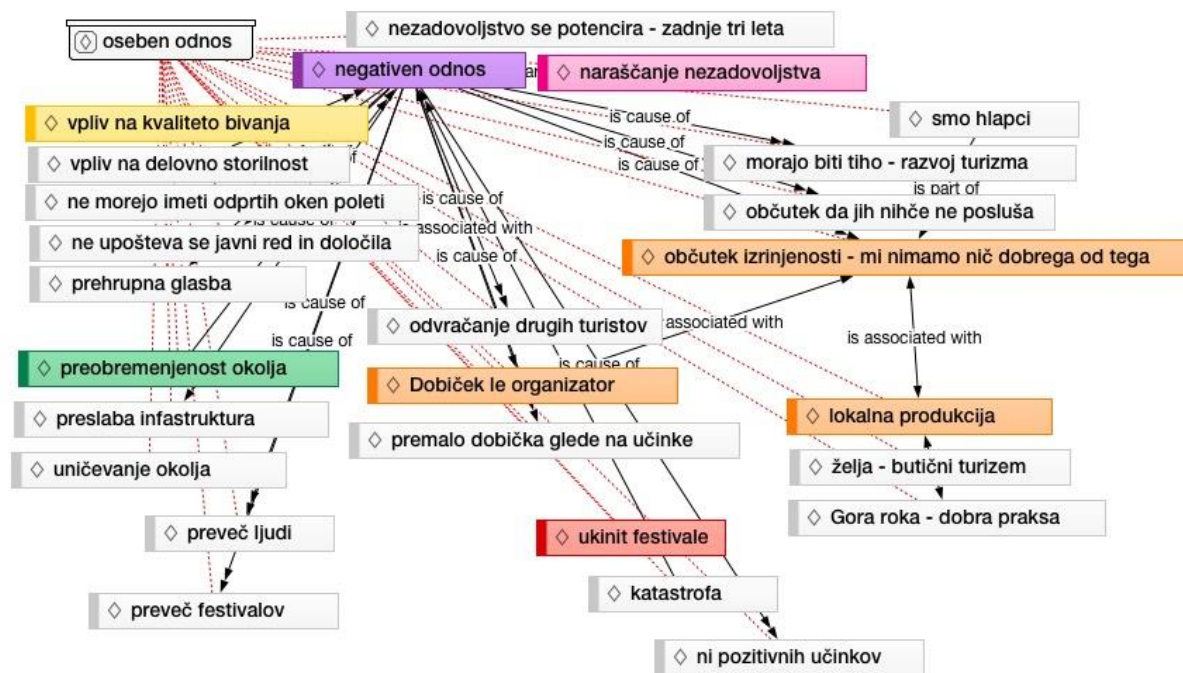 oseben odnos
nezadovoljstvo se potencira - zadnje tri leta
negativen odnos
naraščanje nezadovoljstva
vpliv na kvaliteto bivanja
is cause of
smo hlapci
vpliv na delovno storilnost
is cause of
morajo biti tiho - razvoj turizma
is cause of
is part of
ne morejo imeti odprtih oken poleti
is cause of
občutek da jih nihče ne posluša
is cause of
is associated with
ne upošteva se javni red in določila
is cause of
občutek izrinjenosti - mi nimamo nič dobrega od tega
prehrupna glasba
is cause of
odvračanje drugih turistov
associated with
is associated with
is cause of
is cause of
preobremenjenost okolja
Dobiček le organizator
preslaba infastruktura
lokalna produkcija
premalo dobička glede na učinke
uničevanje okolja
želja - butični turizem
Gora roka - dobra praksa
preveč ljudi
ukinit festivale
katastrofa
preveč festivalov
ni pozitivnih učinkov